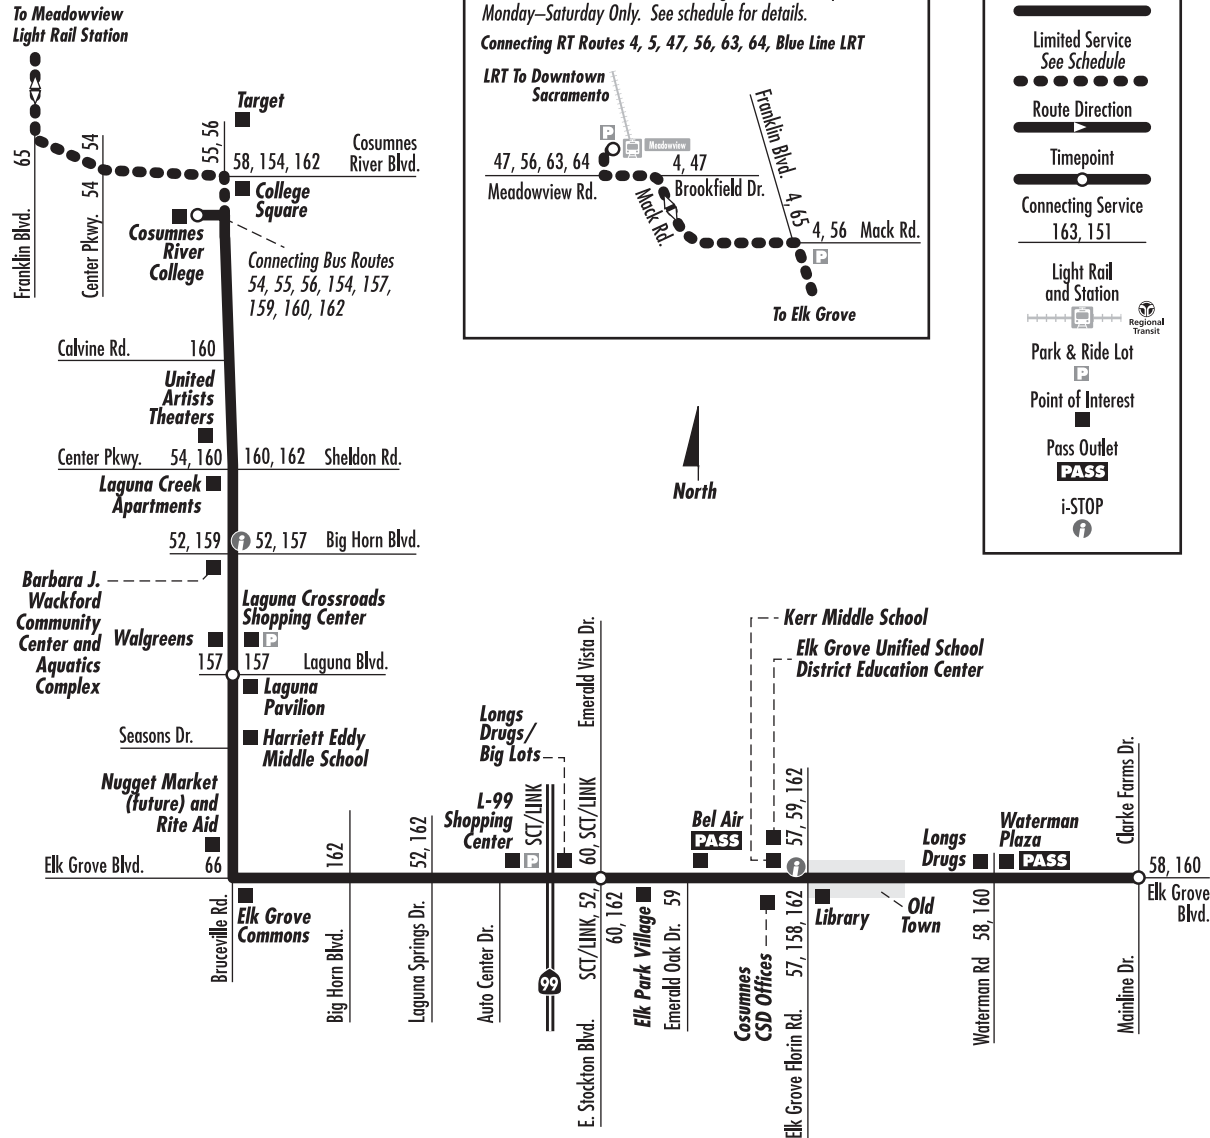 To Meadowview
Light Rail Station
Monday–Saturday Only. See schedule for details.
Connecting RT Routes 4, 5, 47, 56, 63, 64, Blue Line LRT
LRT To Downtown
Sacramento
P
Meadowview
47, 56, 63, 64
4, 47
Meadowview Rd.
Brookfield Dr.
Mack Rd.
Franklin Blvd.
4, 65
4, 56
Mack Rd.
P
To Elk Grove
Limited Service
See Schedule
Route Direction
Timepoint
Connecting Service
163, 151
Light Rail
and Station
Regional
Transit
Park & Ride Lot
P
Point of Interest
Pass Outlet
PASS
i-STOP
i
North
65
Franklin Blvd.
54
54
Center Pkwy.
55, 56
Target
58, 154, 162
Cosumnes
River Blvd.
College
Square
Cosumnes
River
College
Connecting Bus Routes
54, 55, 56, 154, 157,
159, 160, 162
Calvine Rd.
160
United
Artists
Theaters
Center Pkwy.
54, 160
160, 162
Sheldon Rd.
Laguna Creek
Apartments
52, 159
i
52, 157
Big Horn Blvd.
Barbara J.
Wackford
Community
Center and
Aquatics
Complex
Laguna Crossroads
Shopping Center
P
Walgreens
157
157
Laguna Blvd.
Laguna
Pavilion
Seasons Dr.
Harriett Eddy
Middle School
Nugget Market
(future) and
Rite Aid
Elk Grove Blvd.
66
Bruceville Rd.
Elk Grove
Commons
162
Big Horn Blvd.
52, 162
Laguna Springs Dr.
L-99
Shopping
Center
P
Auto Center Dr.
SCT/LINK
99
Longs
Drugs/
Big Lots
Emerald Vista Dr.
60, SCT/LINK
SCT/LINK, 52,
60, 162
E. Stockton Blvd.
Elk Park Village
59
Emerald Oak Dr.
Bel Air
PASS
Kerr Middle School
Elk Grove Unified School
District Education Center
57, 59, 162
i
Cosumnes
CSD Offices
57, 158, 162
Elk Grove Florin Rd.
Library
Old
Town
Longs
Drugs
Waterman
Plaza
PASS
58, 160
Waterman Rd
Clarke Farms Dr.
Mainline Dr.
58, 160
Elk Grove
Blvd.